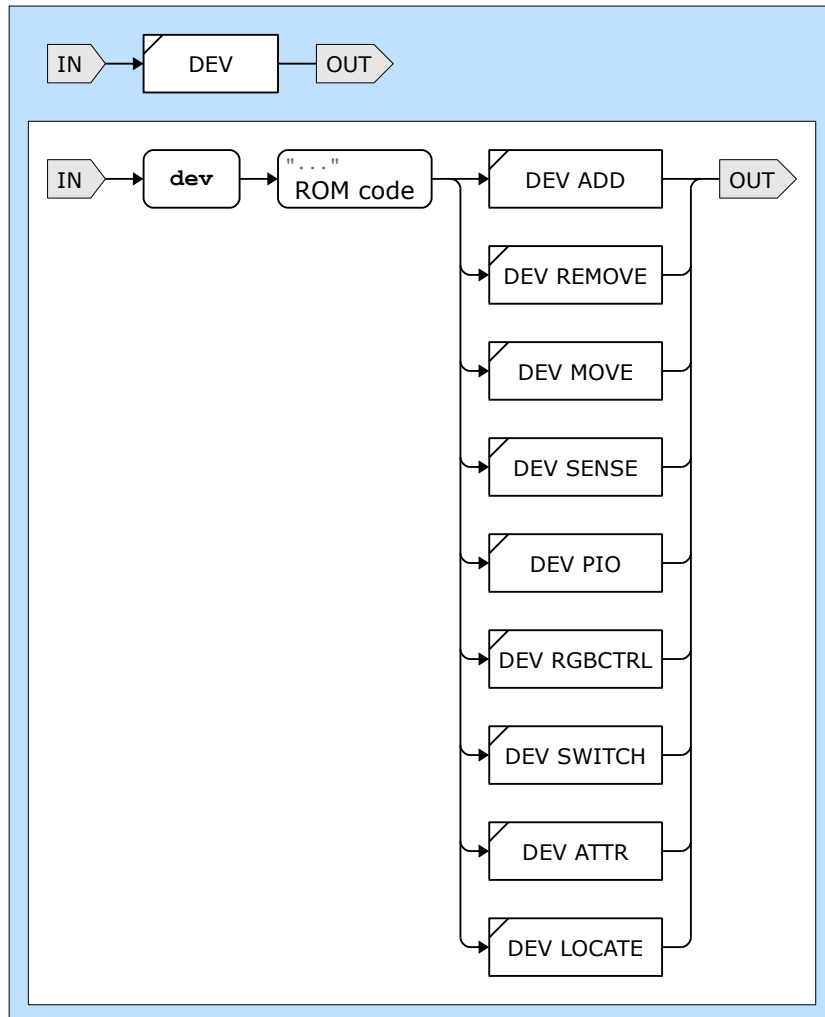 IN DEV OUT
IN dev "..." ROM code DEV ADD OUT
DEV REMOVE
DEV MOVE
DEV SENSE
DEV PIO
DEV RGBCTRL
DEV SWITCH
DEV ATTR
DEV LOCATE